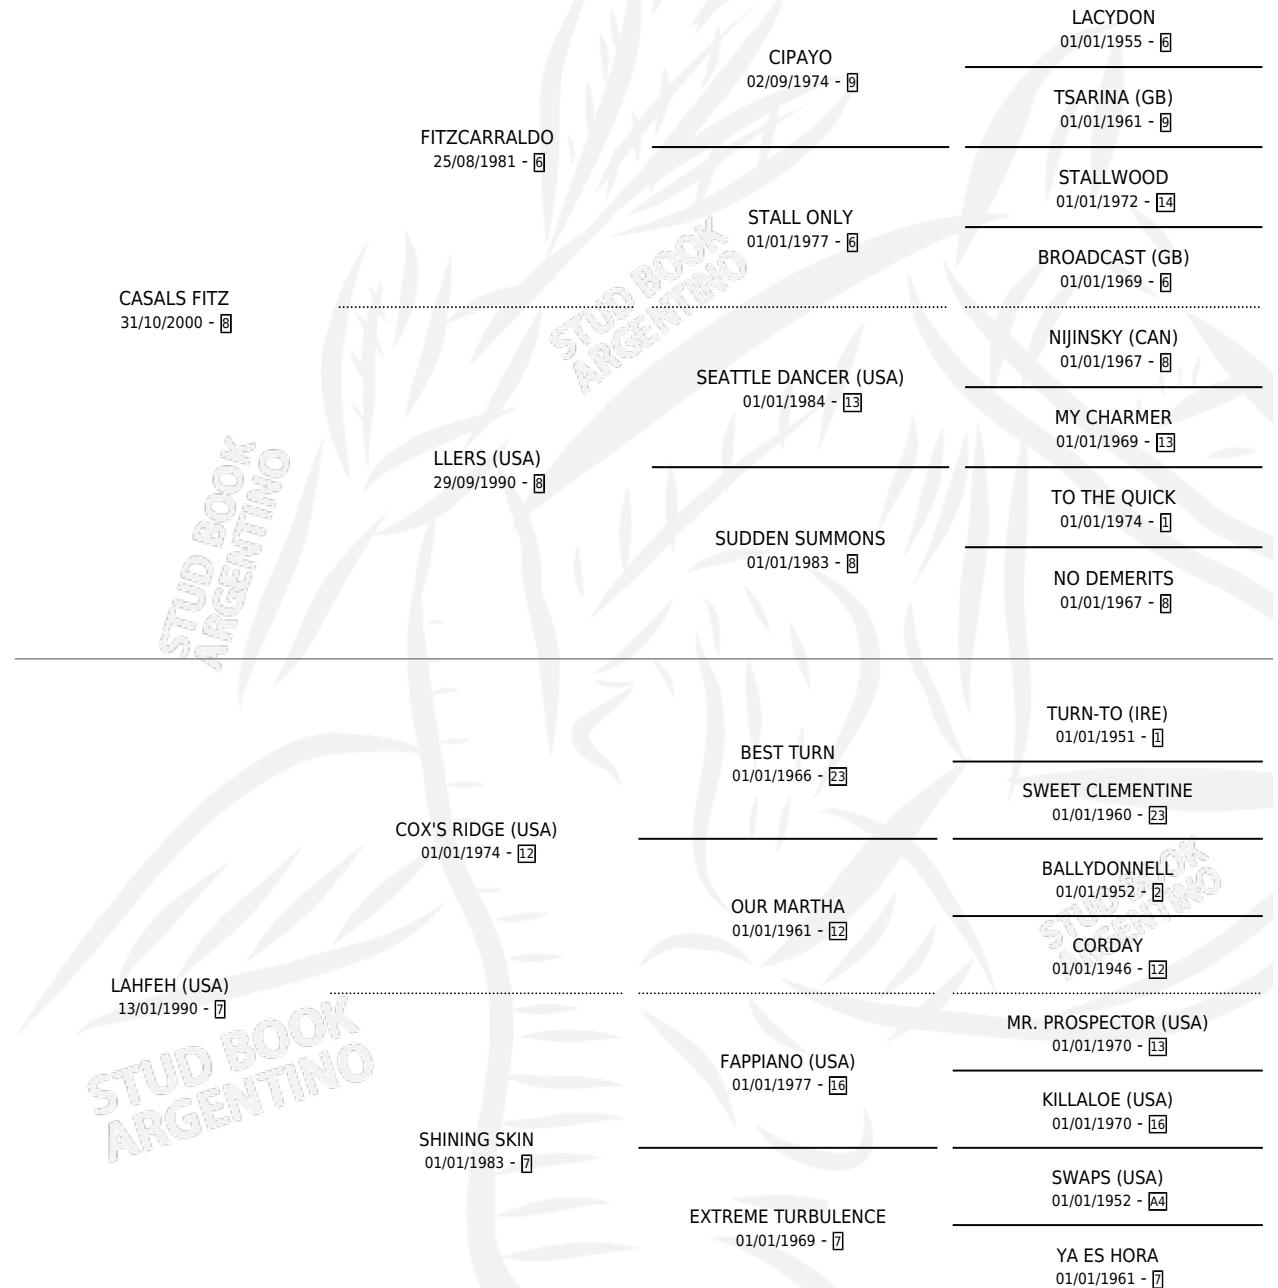 LACYDON
01/01/1955 - 6
CIPAYO
02/09/1974 - 9
TSARINA (GB)
01/01/1961 - 9
FITZCARRALDO
25/08/1981 - 6
STALLWOOD
01/01/1972 - 14
STALL ONLY
01/01/1977 - 6
BROADCAST (GB)
01/01/1969 - 6
CASALS FITZ
31/10/2000 - 8
NIJINSKY (CAN)
01/01/1967 - 8
SEATTLE DANCER (USA)
01/01/1984 - 13
MY CHARMER
01/01/1969 - 13
LLERS (USA)
29/09/1990 - 8
TO THE QUICK
01/01/1974 - 1
SUDDEN SUMMONS
01/01/1983 - 8
NO DEMERITS
01/01/1967 - 8
STUD BOOK
ARGENTINO
STUD BOOK
ARGENTINO
TURN-TO (IRE)
01/01/1951 - 1
BEST TURN
01/01/1966 - 23
SWEET CLEMENTINE
01/01/1960 - 23
COX'S RIDGE (USA)
01/01/1974 - 12
BALLYDONNELL
01/01/1952 - 2
OUR MARTHA
01/01/1961 - 12
CORDAY
01/01/1946 - 12
LAHFEH (USA)
13/01/1990 - 7
MR. PROSPECTOR (USA)
01/01/1970 - 13
FAPPIANO (USA)
01/01/1977 - 16
KILLALOE (USA)
01/01/1970 - 16
SHINING SKIN
01/01/1983 - 7
SWAPS (USA)
01/01/1952 - A4
EXTREME TURBULENCE
01/01/1969 - 7
YA ES HORA
01/01/1961 - 7
STUD BOOK
ARGENTINO
STUD BOOK
ARGENTINO